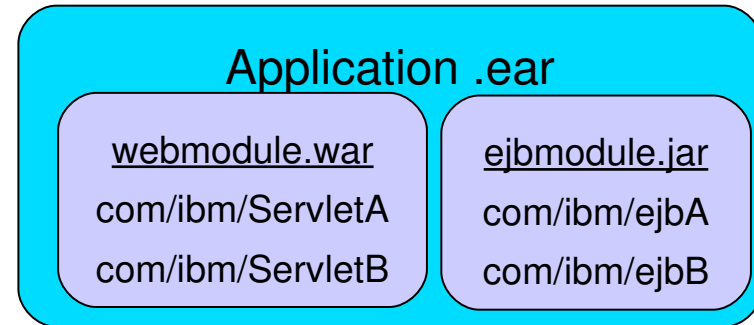 Application .ear
webmodule.war
com/ibm/ServletA
com/ibm/ServletB
ejbmodule.jar
com/ibm/ejbA
com/ibm/ejbB